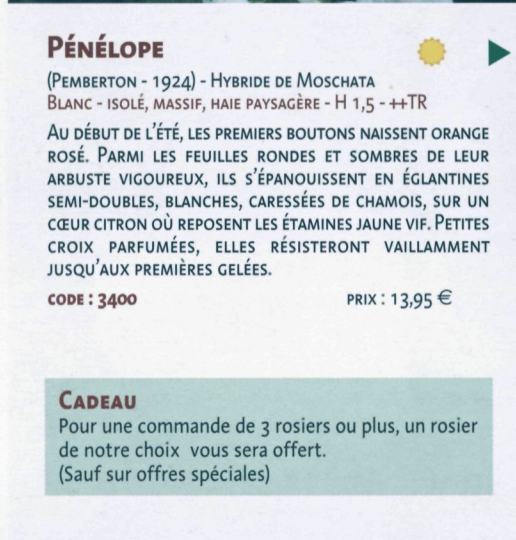 PÉNÉLOPE
(PEMBERTON - 1924) - HYBRIDE DE MOSCHATA
BLANC - ISOLÉ, MASSIF, HAIE PAYSAGÈRE - H 1,5 - ++TR
AU DÉBUT DE L'ÉTÉ, LES PREMIERS BOUTONS NAISSENT ORANGE
ROSÉ. PARMI LES FEUILLES RONDES ET SOMBRES DE LEUR
ARBUSTE VIGOUREUX, ILS S'ÉPANOUISSENT EN ÉGLANTINES
SEMI-DOUBLES, BLANCHES, CARESSÉES DE CHAMOIS, SUR UN
CŒUR CITRON OÙ REPOSENT LES ÉTAMINES JAUNE VIF. PETITES
CROIX PARFUMÉES, ELLES RÉSISTERONT VAILLAMMENT
JUSQU'AUX PREMIÈRES GELÉES.
CODE : 3400 PRIX : 13,95 €
CADEAU
Pour une commande de 3 rosiers ou plus, un rosier
de notre choix vous sera offert.
(Sauf sur offres spéciales)